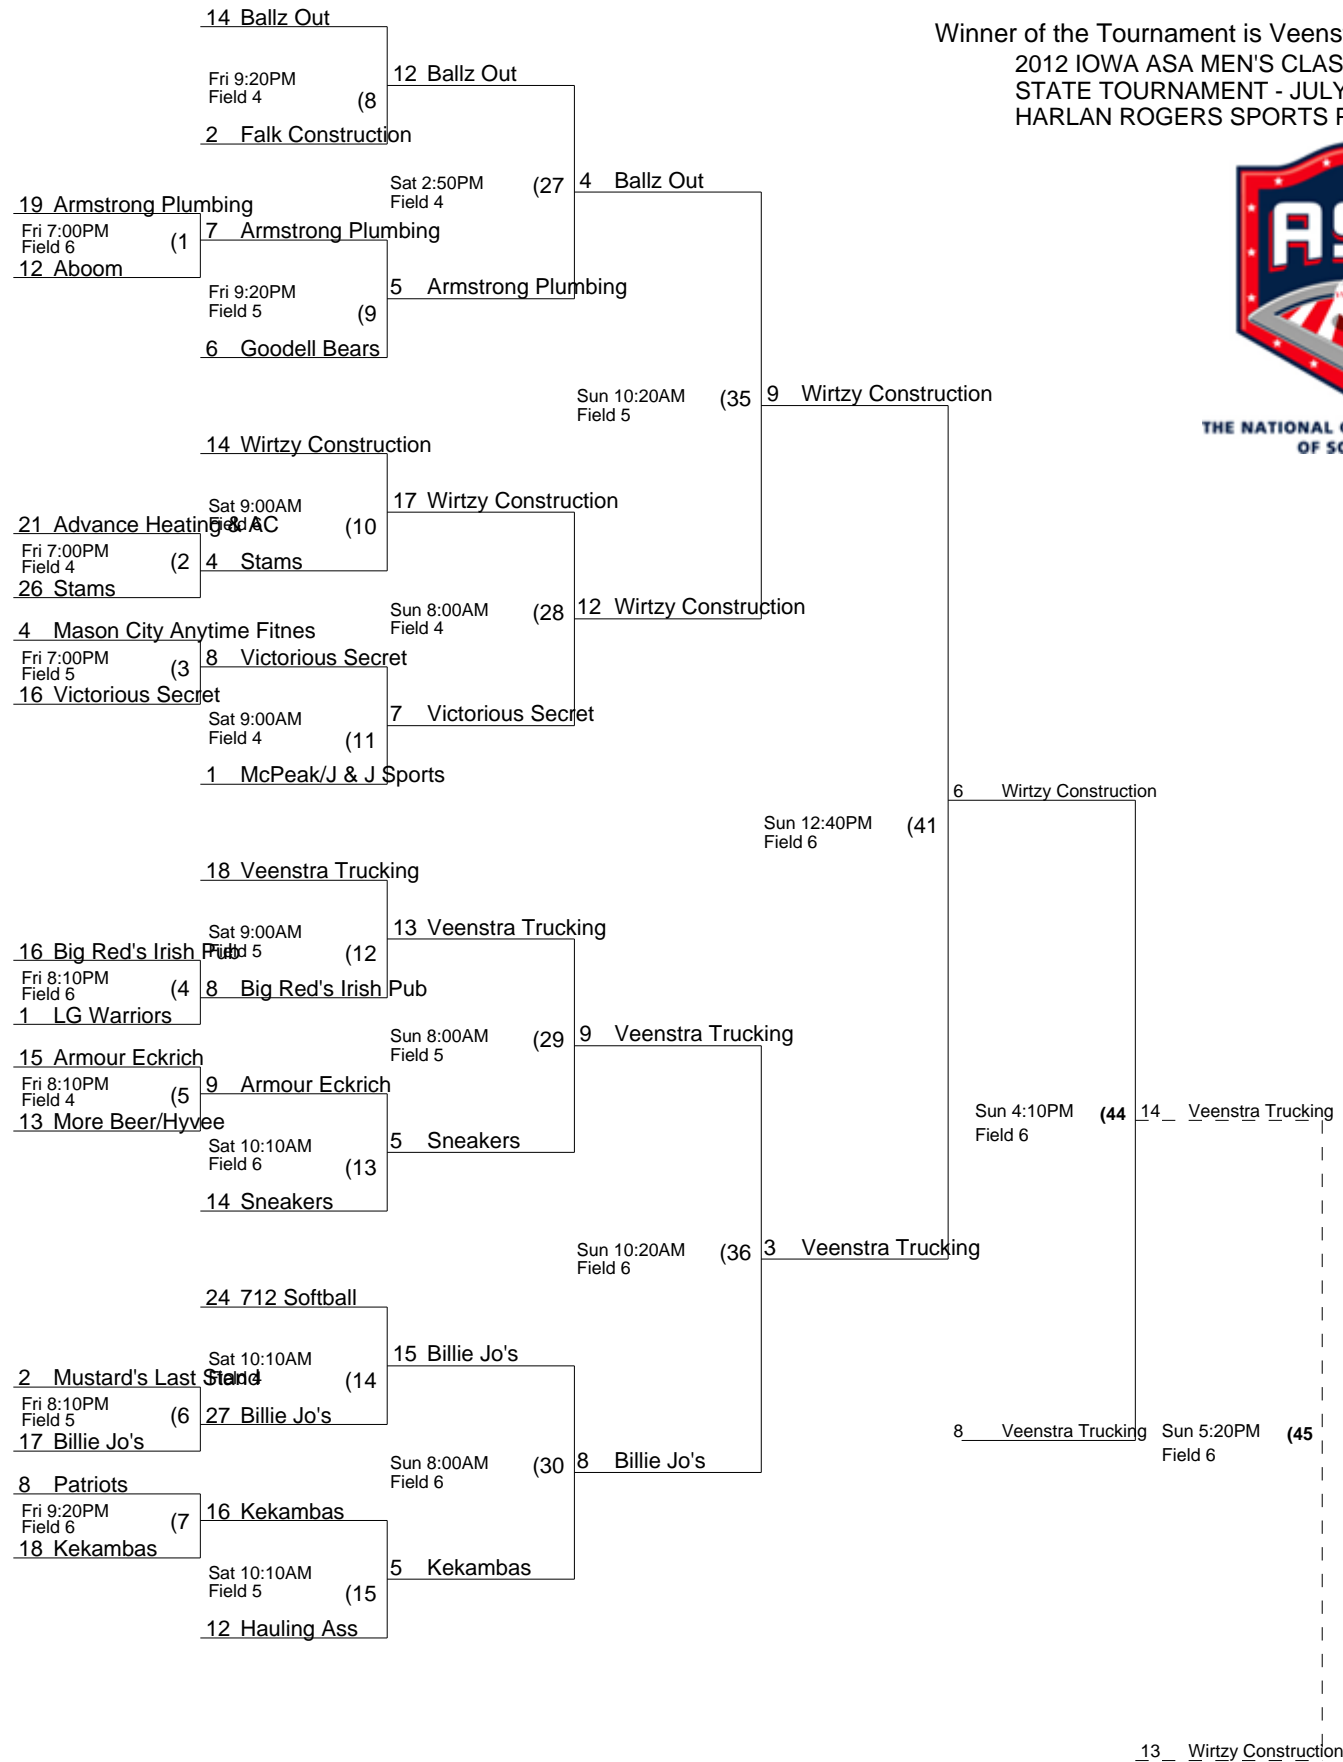 14 Ballz Out
Winner of the Tournament is Veens
2012 IOWA ASA MEN'S CLAS
STATE TOURNAMENT - JULY
HARLAN ROGERS SPORTS
Fri 9:20PM
Field 4 (8
12 Ballz Out
2 Falk Construction
Sat 2:50PM
Field 4 (27
4 Ballz Out
19 Armstrong Plumbing
Fri 7:00PM
Field 6 (1
12 Aboom
7 Armstrong Plumbing
Fri 9:20PM
Field 5 (9
5 Armstrong Plumbing
6 Goodell Bears
Sun 10:20AM
Field 5 (35
9 Wirtzy Construction
THE NATIONAL
OF SO
14 Wirtzy Construction
Sat 9:00AM
Field 6 (10
17 Wirtzy Construction
21 Advance Heating & AC
Fri 7:00PM
Field 4 (2
26 Stams
4 Stams
Sun 8:00AM
Field 4 (28
12 Wirtzy Construction
4 Mason City Anytime Fitnes
Fri 7:00PM
Field 5 (3
16 Victorious Secret
8 Victorious Secret
Sat 9:00AM
Field 4 (11
7 Victorious Secret
1 McPeak/J & J Sports
Sun 12:40PM
Field 6 (41
6 Wirtzy Construction
18 Veenstra Trucking
Sat 9:00AM
Field 5 (12
13 Veenstra Trucking
16 Big Red's Irish Pub
Fri 8:10PM
Field 6 (4
1 LG Warriors
8 Big Red's Irish Pub
Sun 8:00AM
Field 5 (29
9 Veenstra Trucking
15 Armour Eckrich
Fri 8:10PM
Field 4 (5
13 More Beer/Hyvee
9 Armour Eckrich
Sat 10:10AM
Field 6 (13
5 Sneakers
14 Sneakers
Sun 4:10PM
Field 6 (44
14 Veenstra Trucking
Sun 10:20AM
Field 6 (36
3 Veenstra Trucking
24 712 Softball
Sat 10:10AM
Field 4 (14
15 Billie Jo's
2 Mustard's Last Stand
Fri 8:10PM
Field 5 (6
17 Billie Jo's
27 Billie Jo's
Sun 8:00AM
Field 6 (30
8 Billie Jo's
8 Veenstra Trucking
Sun 5:20PM
Field 6 (45
8 Patriots
Fri 9:20PM
Field 6 (7
18 Kekambas
16 Kekambas
Sat 10:10AM
Field 5 (15
5 Kekambas
12 Hauling Ass
13 Wirtzy Construction